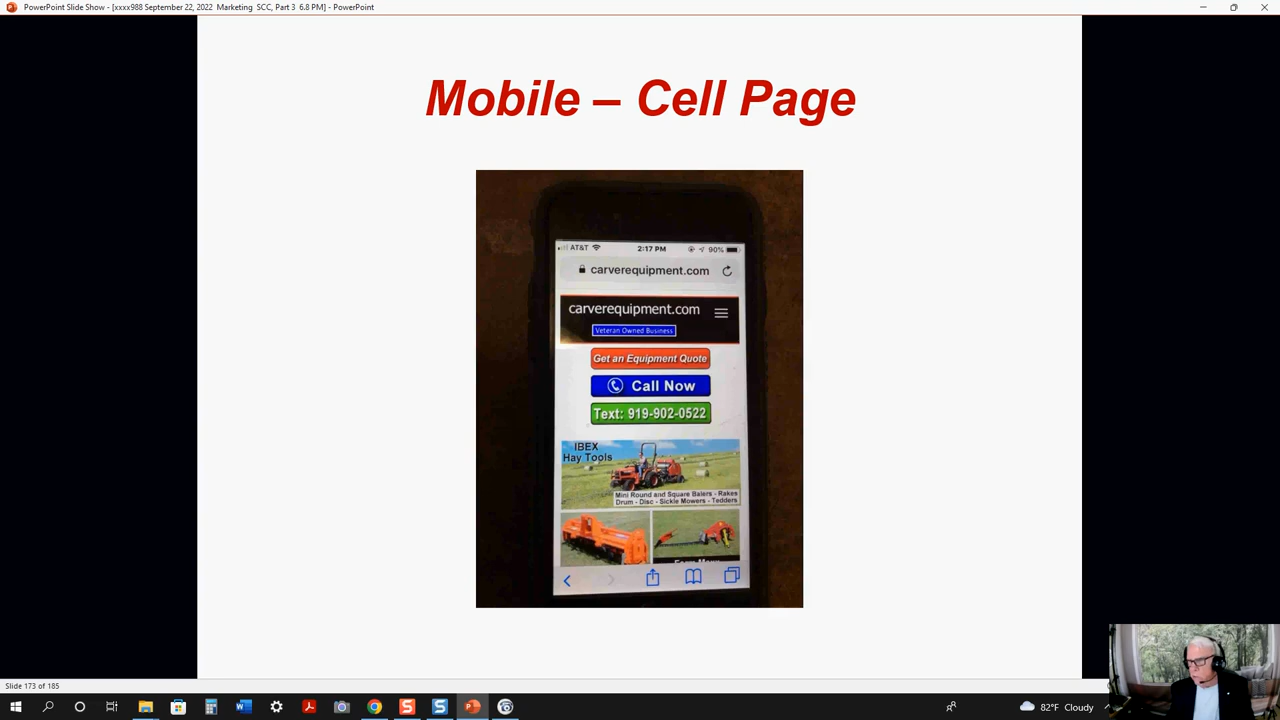 PowerPoint Slide Show - [xxxx988 September 22, 2022 Marketing SCC, Part 3 6.8 PM] - PowerPoint
Mobile – Cell Page
AT&T 2:17 PM 90%
carverequipment.com
carverequipment.com
Veteran Owned Business
Get an Equipment Quote
Call Now
Text: 919-902-0522
IBEX
Hay Tools
Mini Round and Square Balers - Rakes
Drum - Disc - Sickle Mowers - Tedders
Slide 173 of 185
82°F Cloudy